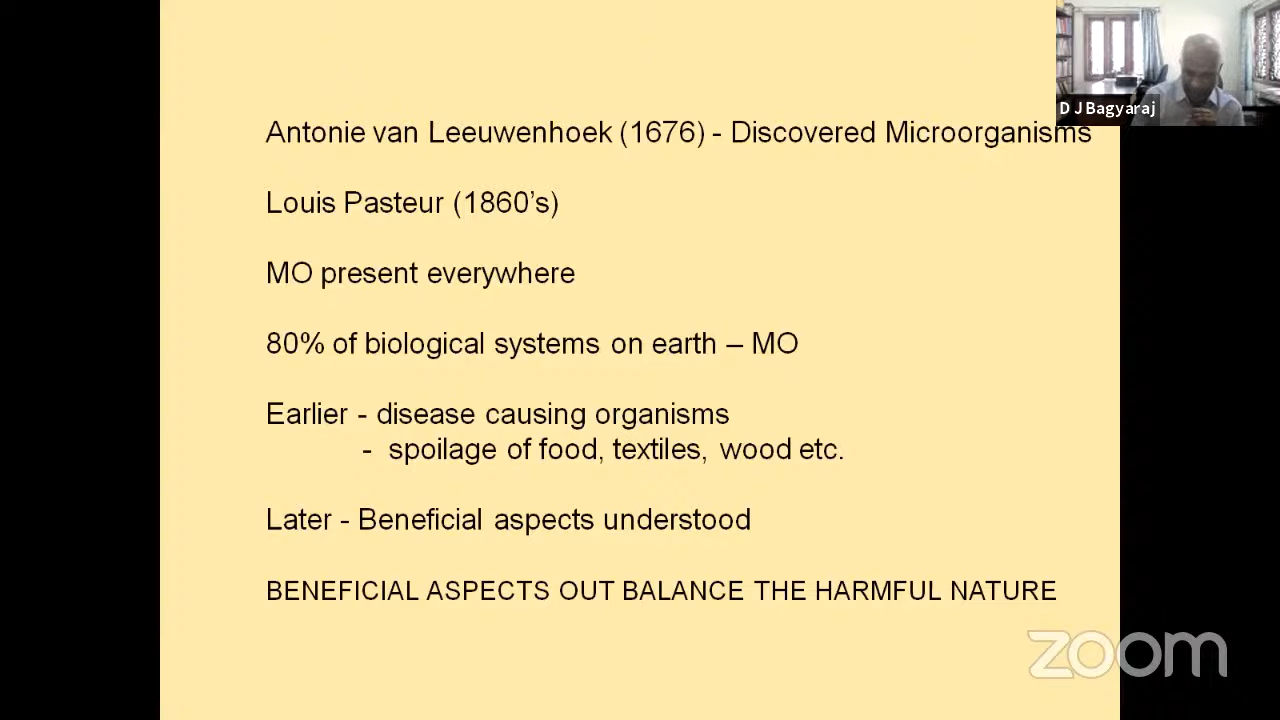 D J Bagyaraj
Antonie van Leeuwenhoek (1676) - Discovered Microorganisms
Louis Pasteur (1860’s)
MO present everywhere
80% of biological systems on earth – MO
Earlier - disease causing organisms
- spoilage of food, textiles, wood etc.
Later - Beneficial aspects understood
BENEFICIAL ASPECTS OUT BALANCE THE HARMFUL NATURE
zoom